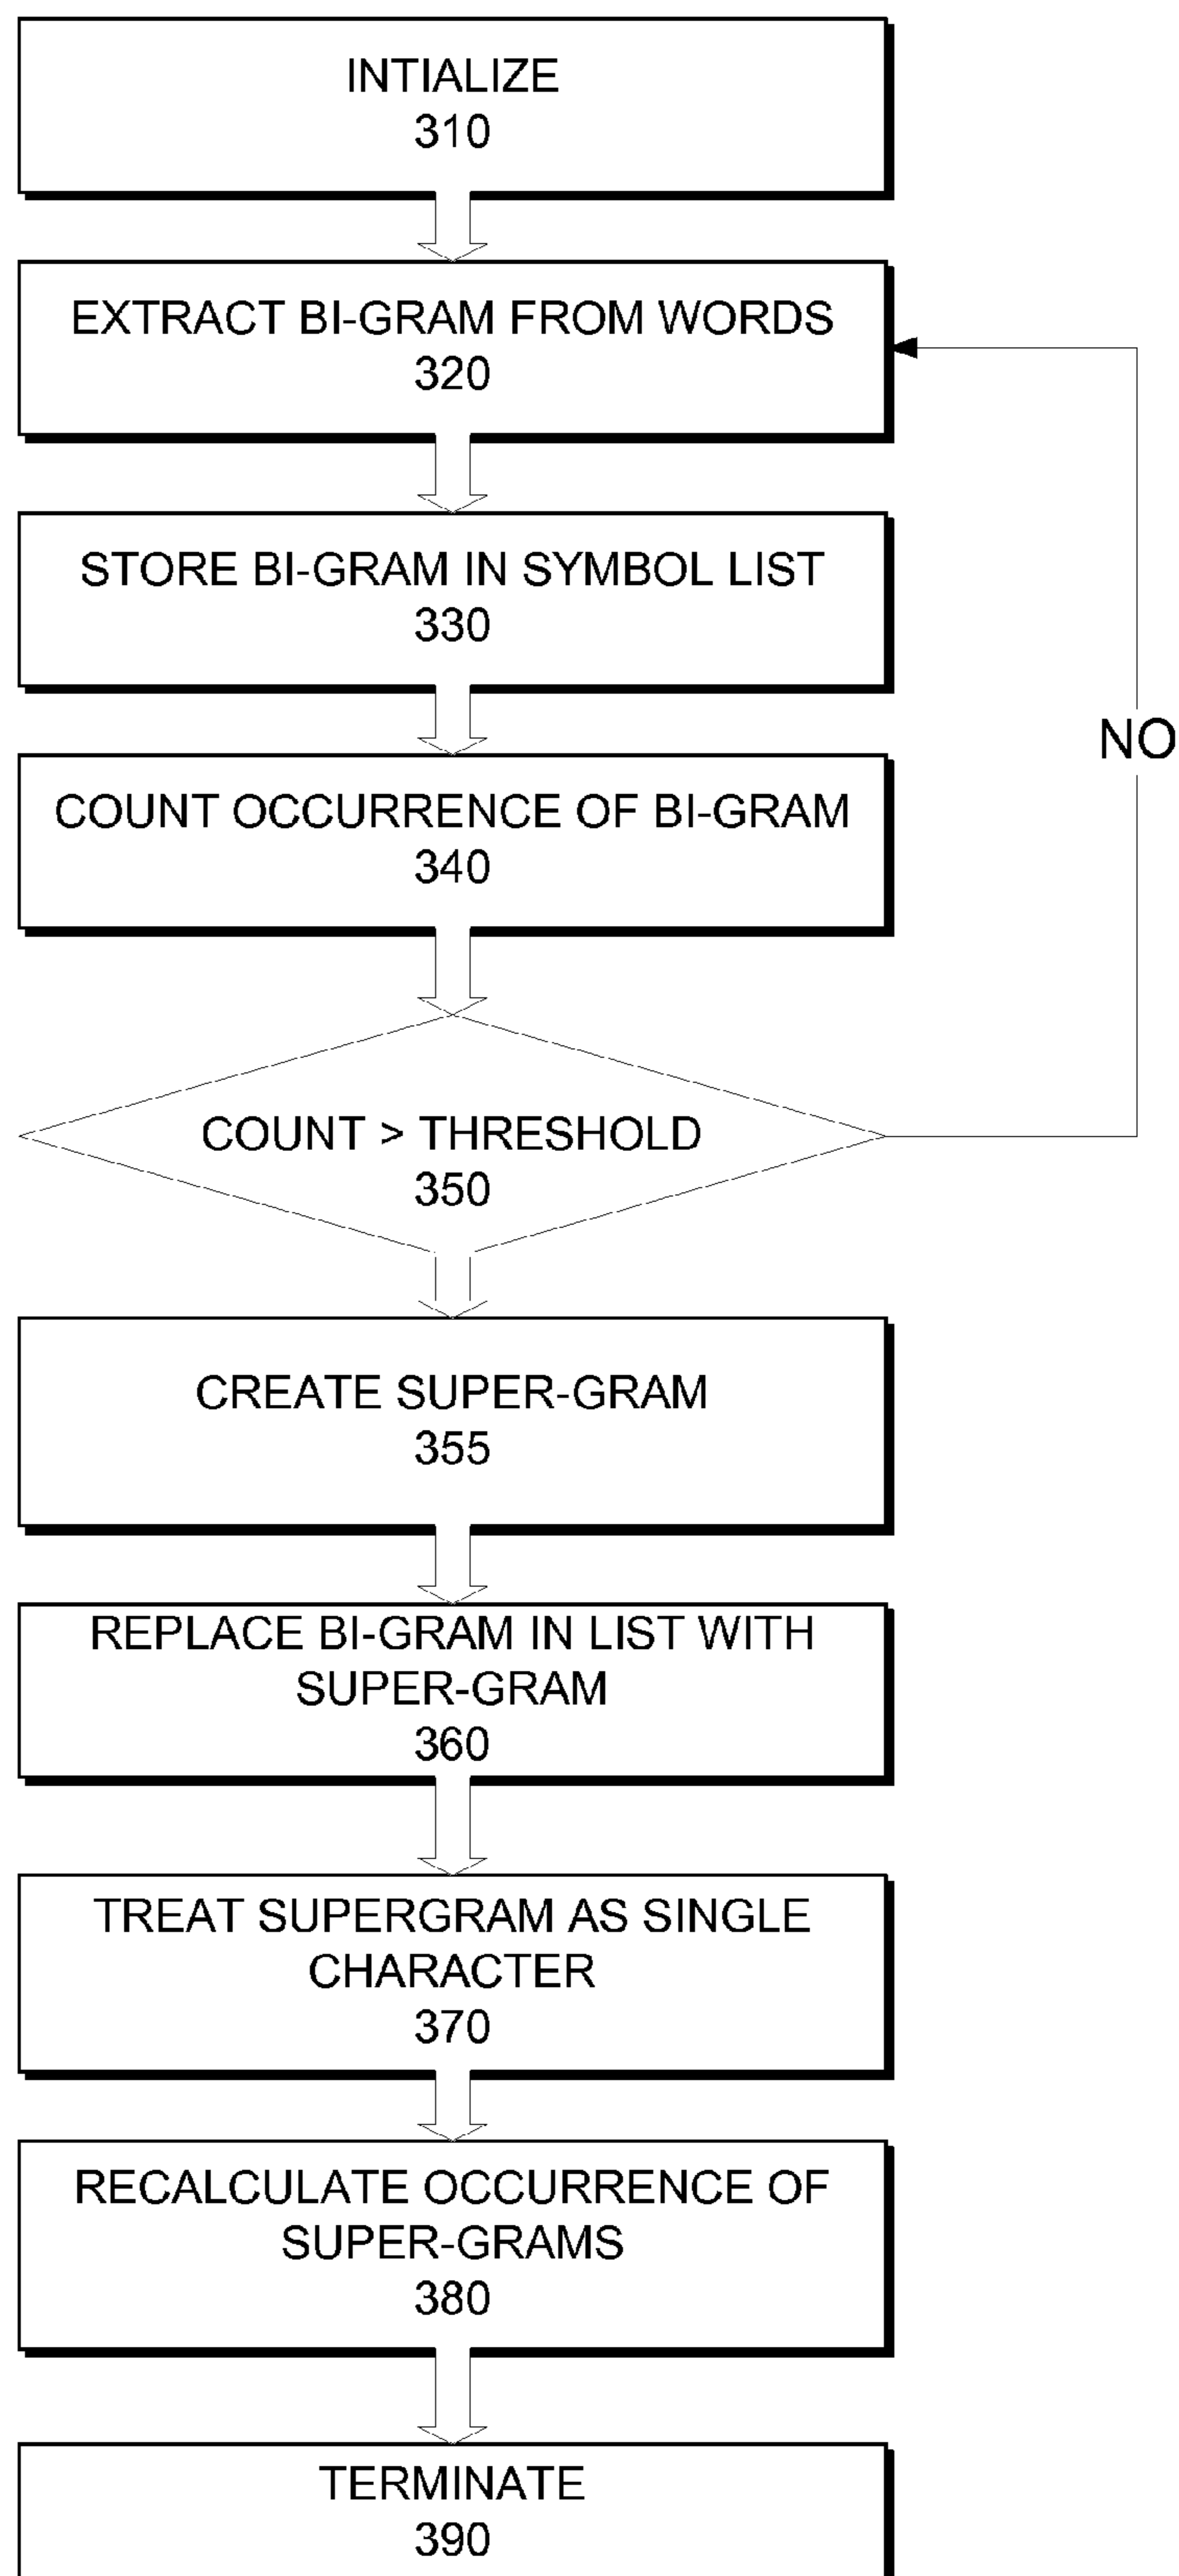 INTIALIZE
310
EXTRACT BI-GRAM FROM WORDS
320
STORE BI-GRAM IN SYMBOL LIST
330
NO
COUNT OCCURRENCE OF BI-GRAM
340
COUNT > THRESHOLD
350
CREATE SUPER-GRAM
355
REPLACE BI-GRAM IN LIST WITH
SUPER-GRAM
360
TREAT SUPERGRAM AS SINGLE
CHARACTER
370
RECALCULATE OCCURRENCE OF
SUPER-GRAMS
380
TERMINATE
390